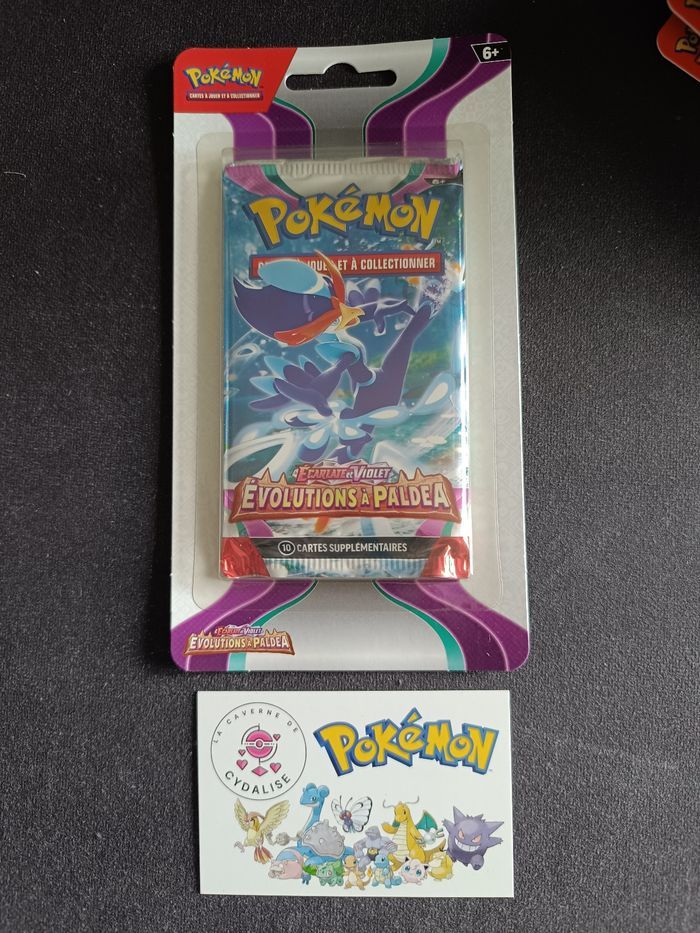 POKÉMON
CARTES À JOUER ET À COLLECTIONNER
6+
POKÉMON
JOUER ET À COLLECTIONNER
ÉCARLATE ET VIOLET
ÉVOLUTIONS À PALDEA
10 CARTES SUPPLÉMENTAIRES
ÉCARLATE ET VIOLET
ÉVOLUTIONS À PALDEA
LA CAVERNE DE
CYDALISE
POKÉMON